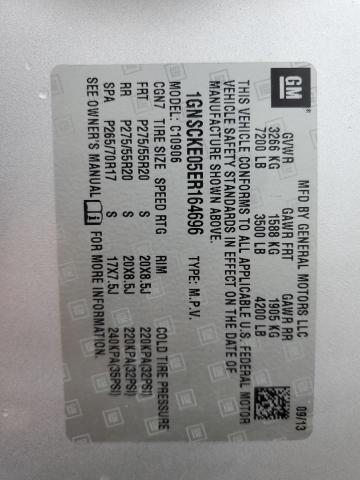 GM
MFD BY GENERAL MOTORS LLC 09/13
GVWR GAWR FRT GAWR RR
3266 KG 1588 KG 1905 KG
7200 LB 3500 LB 4200 LB
THIS VEHICLE CONFORMS TO ALL APPLICABLE U.S. FEDERAL MOTOR
VEHICLE SAFETY STANDARDS IN EFFECT ON THE DATE OF
MANUFACTURE SHOWN ABOVE.
1GNSCKE05ER164696 TYPE: M.P.V.
MODEL: C10906
CGN7 TIRE SIZE SPEED RTG RIM COLD TIRE PRESSURE
FRT P275/55R20 S 20X8.5J 220KPA(32PSI)
RR P275/55R20 S 20X8.5J 220KPA(32PSI)
SPA P265/70R17 S 17X7.5J 240KPA(35PSI)
SEE OWNER'S MANUAL FOR MORE INFORMATION.